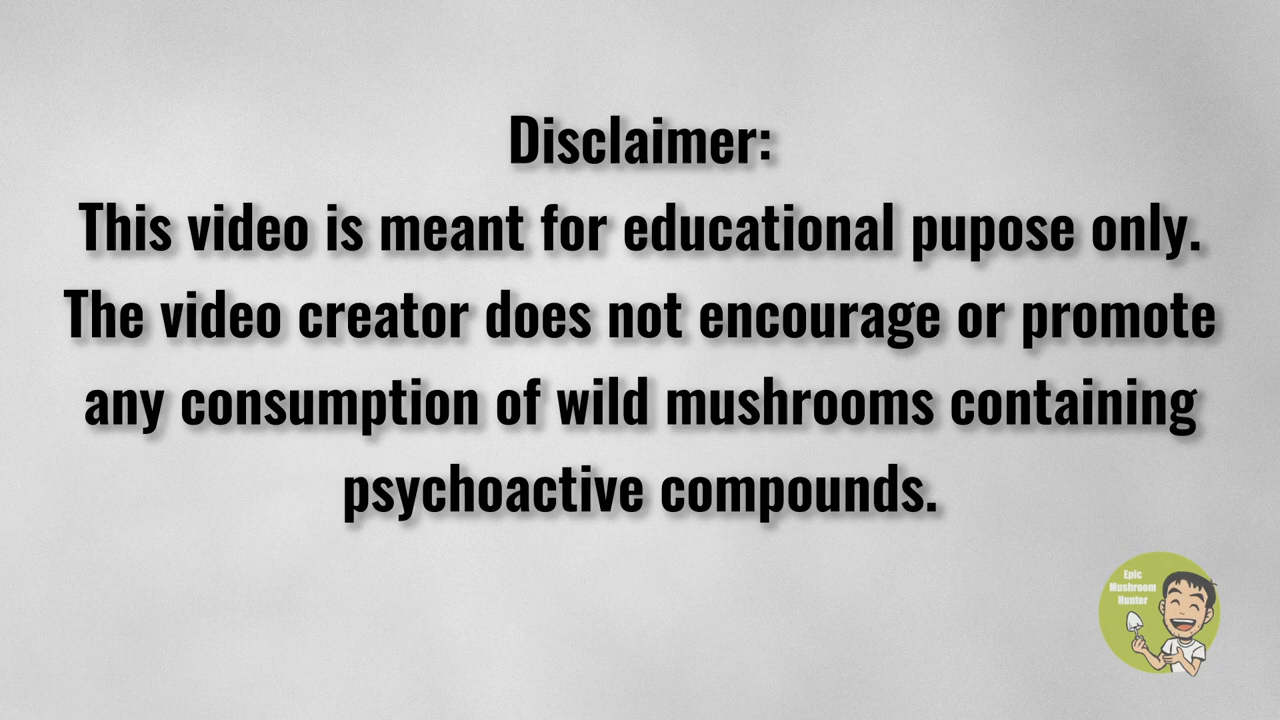 Disclaimer:
This video is meant for educational pupose only.
The video creator does not encourage or promote
any consumption of wild mushrooms containing
psychoactive compounds.
Epic
Mushroom
Hunter